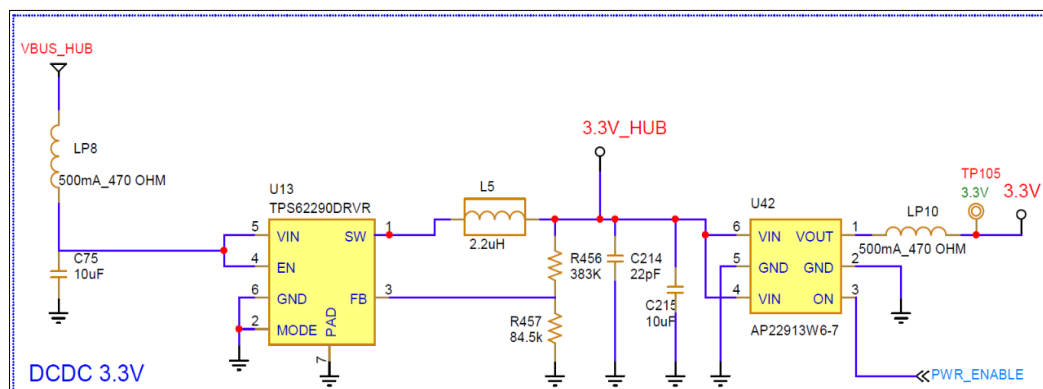 VBUS_HUB
LP8
500mA_470 OHM
C75
10uF
U13
TPS62290DRVR
5
VIN
SW
1
4
EN
6
GND
FB
3
2
MODE
PAD
7
L5
2.2uH
3.3V_HUB
R456
383K
R457
84.5k
C214
22pF
C215
10uF
U42
6
VIN
VOUT
1
5
GND
GND
2
4
VIN
ON
3
AP22913W6-7
LP10
500mA_470 OHM
TP105
3.3V
3.3V
PWR_ENABLE
DCDC 3.3V